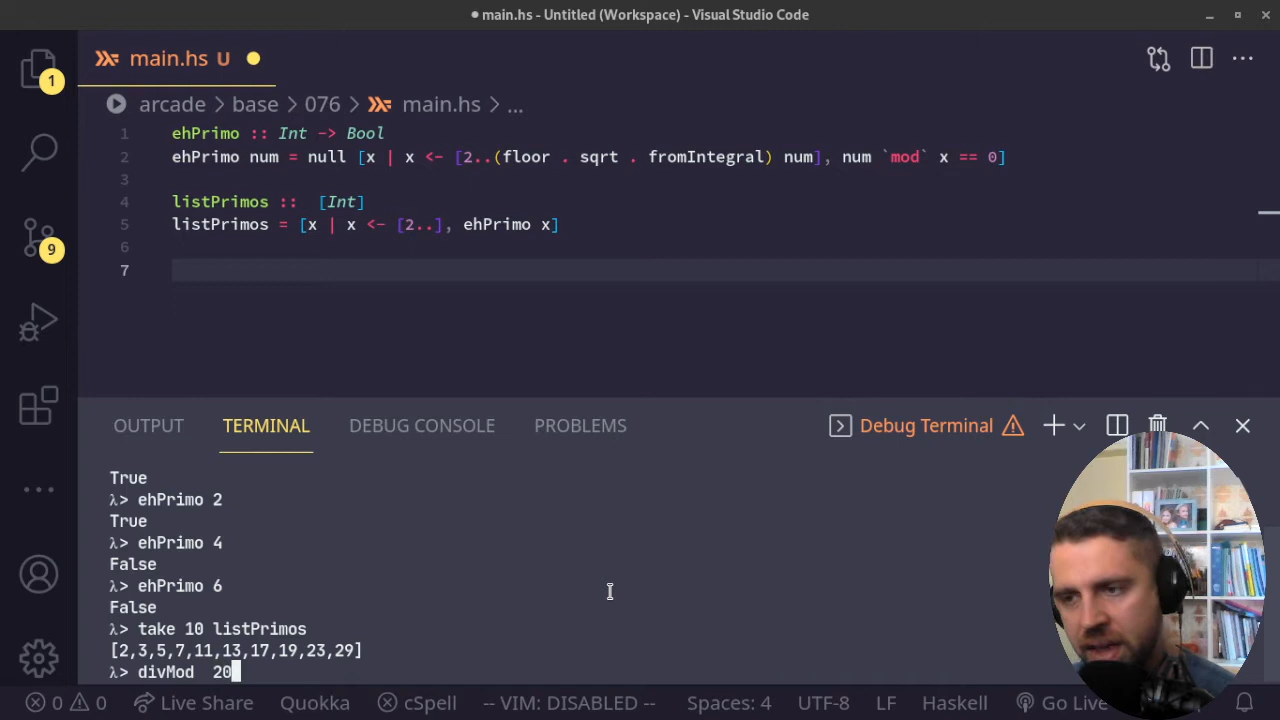 main.hs - Untitled (Workspace) - Visual Studio Code
main.hs U
1
arcade > base > 076 > main.hs > ...
1 ehPrimo :: Int -> Bool
2 ehPrimo num = null [x | x <- [2..(floor . sqrt . fromIntegral) num], num `mod` x == 0]
3
4 listPrimos ::  [Int]
5 listPrimos = [x | x <- [2..], ehPrimo x]
6
7
9
OUTPUT TERMINAL DEBUG CONSOLE PROBLEMS Debug Terminal
True
λ> ehPrimo 2
True
λ> ehPrimo 4
False
λ> ehPrimo 6
False
λ> take 10 listPrimos
[2,3,5,7,11,13,17,19,23,29]
λ> divMod  20
0 0 Live Share Quokka cSpell -- VIM: DISABLED -- Spaces: 4 UTF-8 LF Haskell Go Live